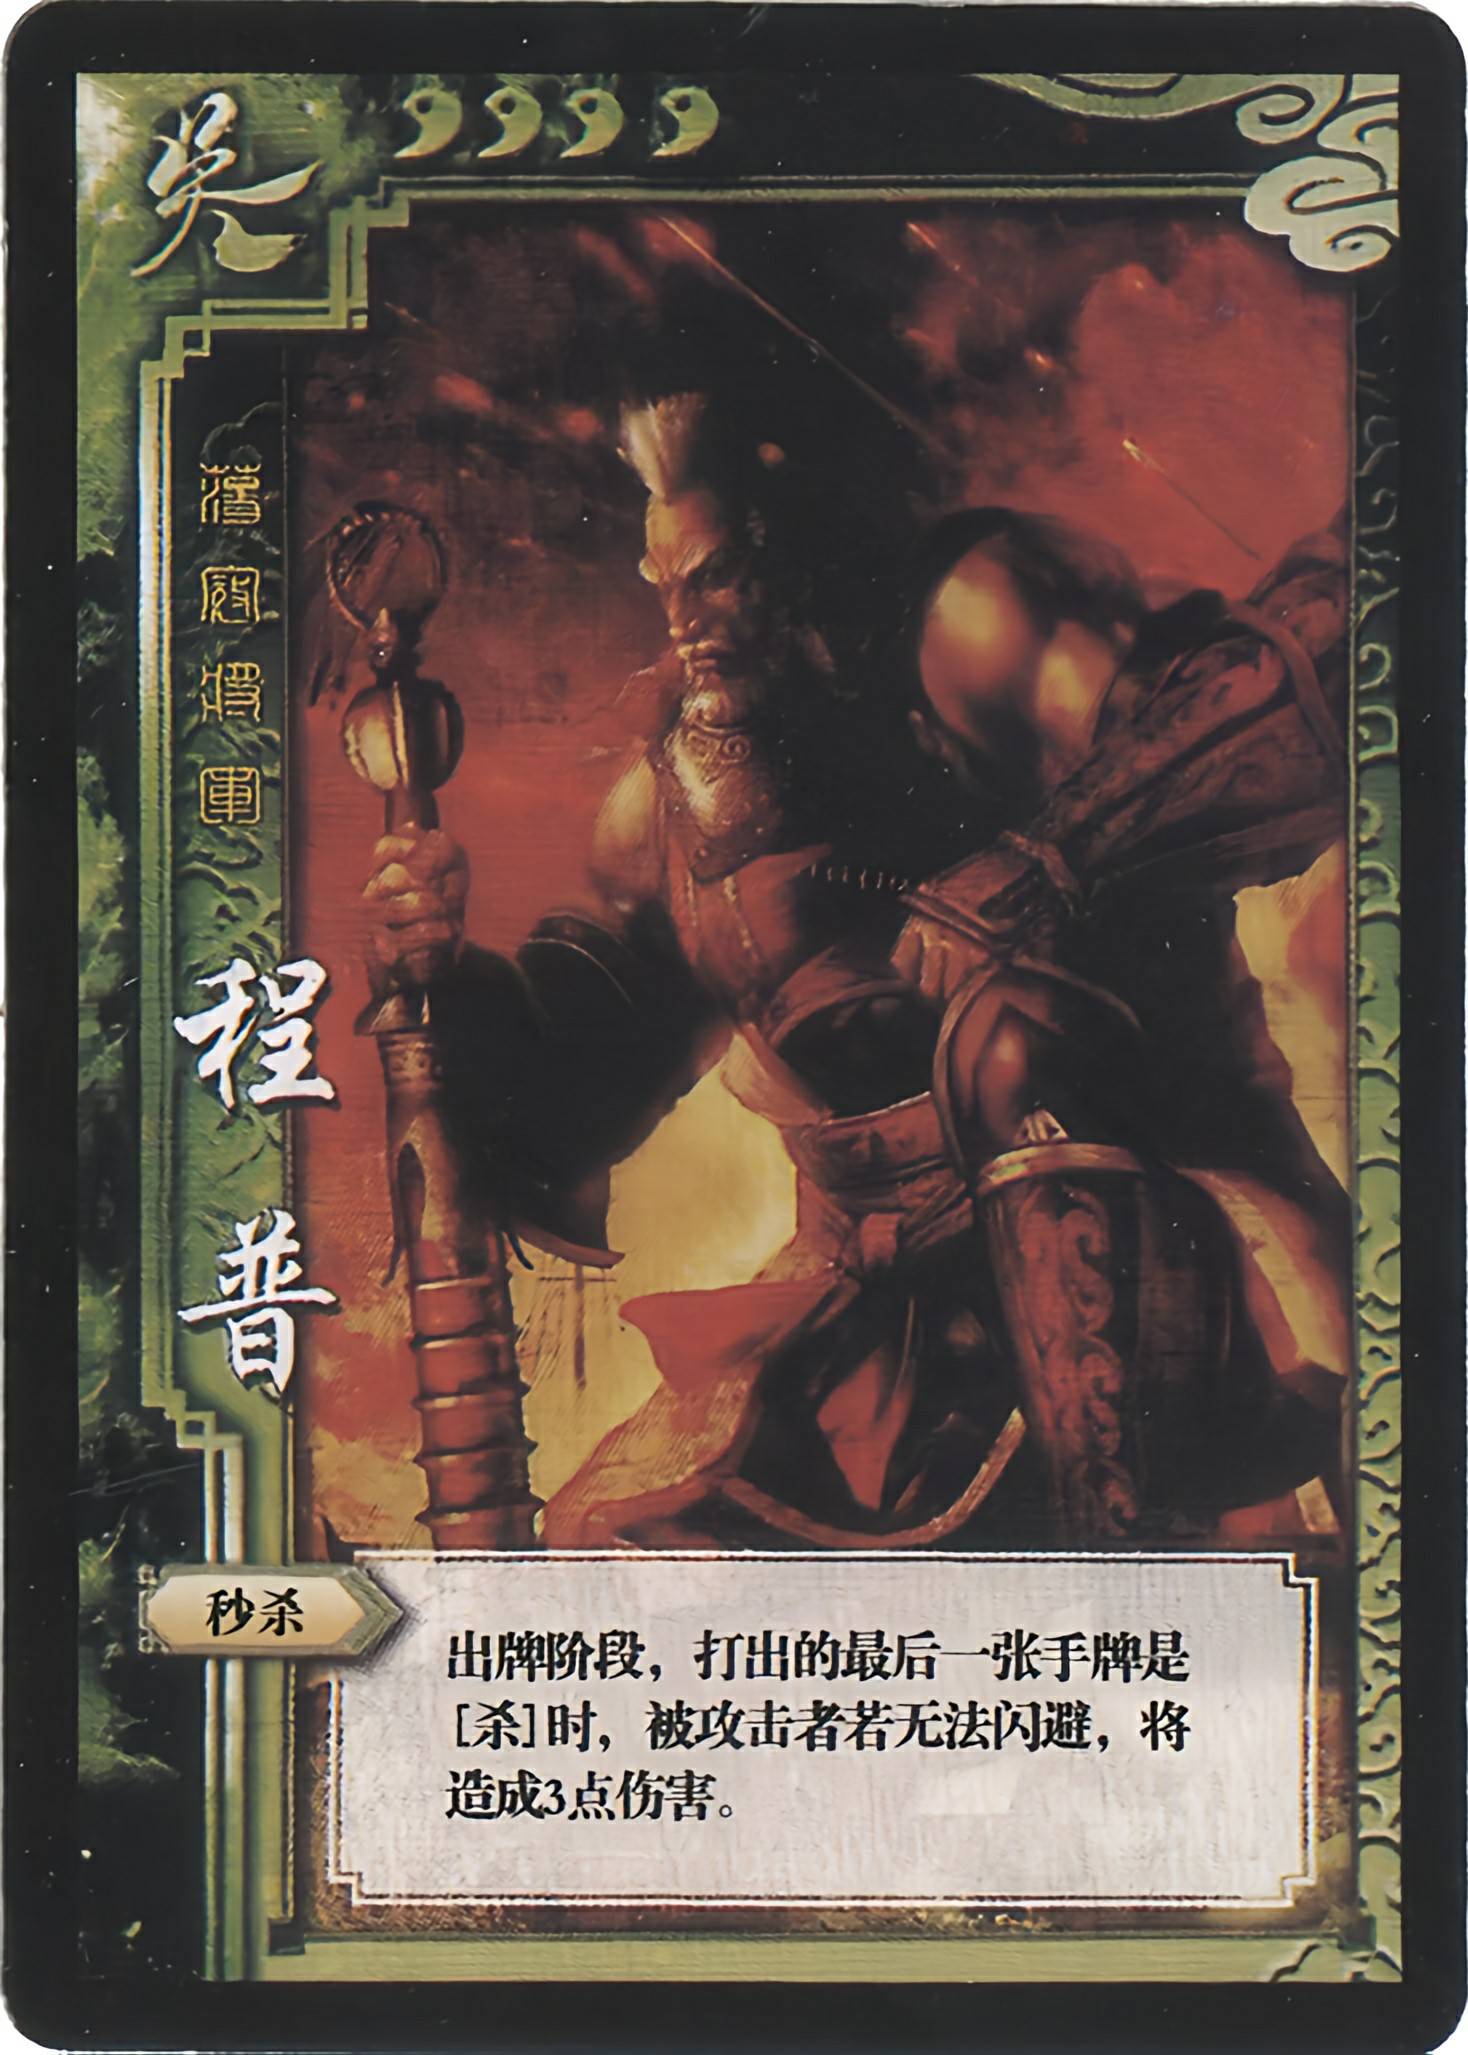 吴
荡寇将军
程普
秒杀
出牌阶段，打出的最后一张手牌是
[杀]时，被攻击者若无法闪避，将
造成3点伤害。